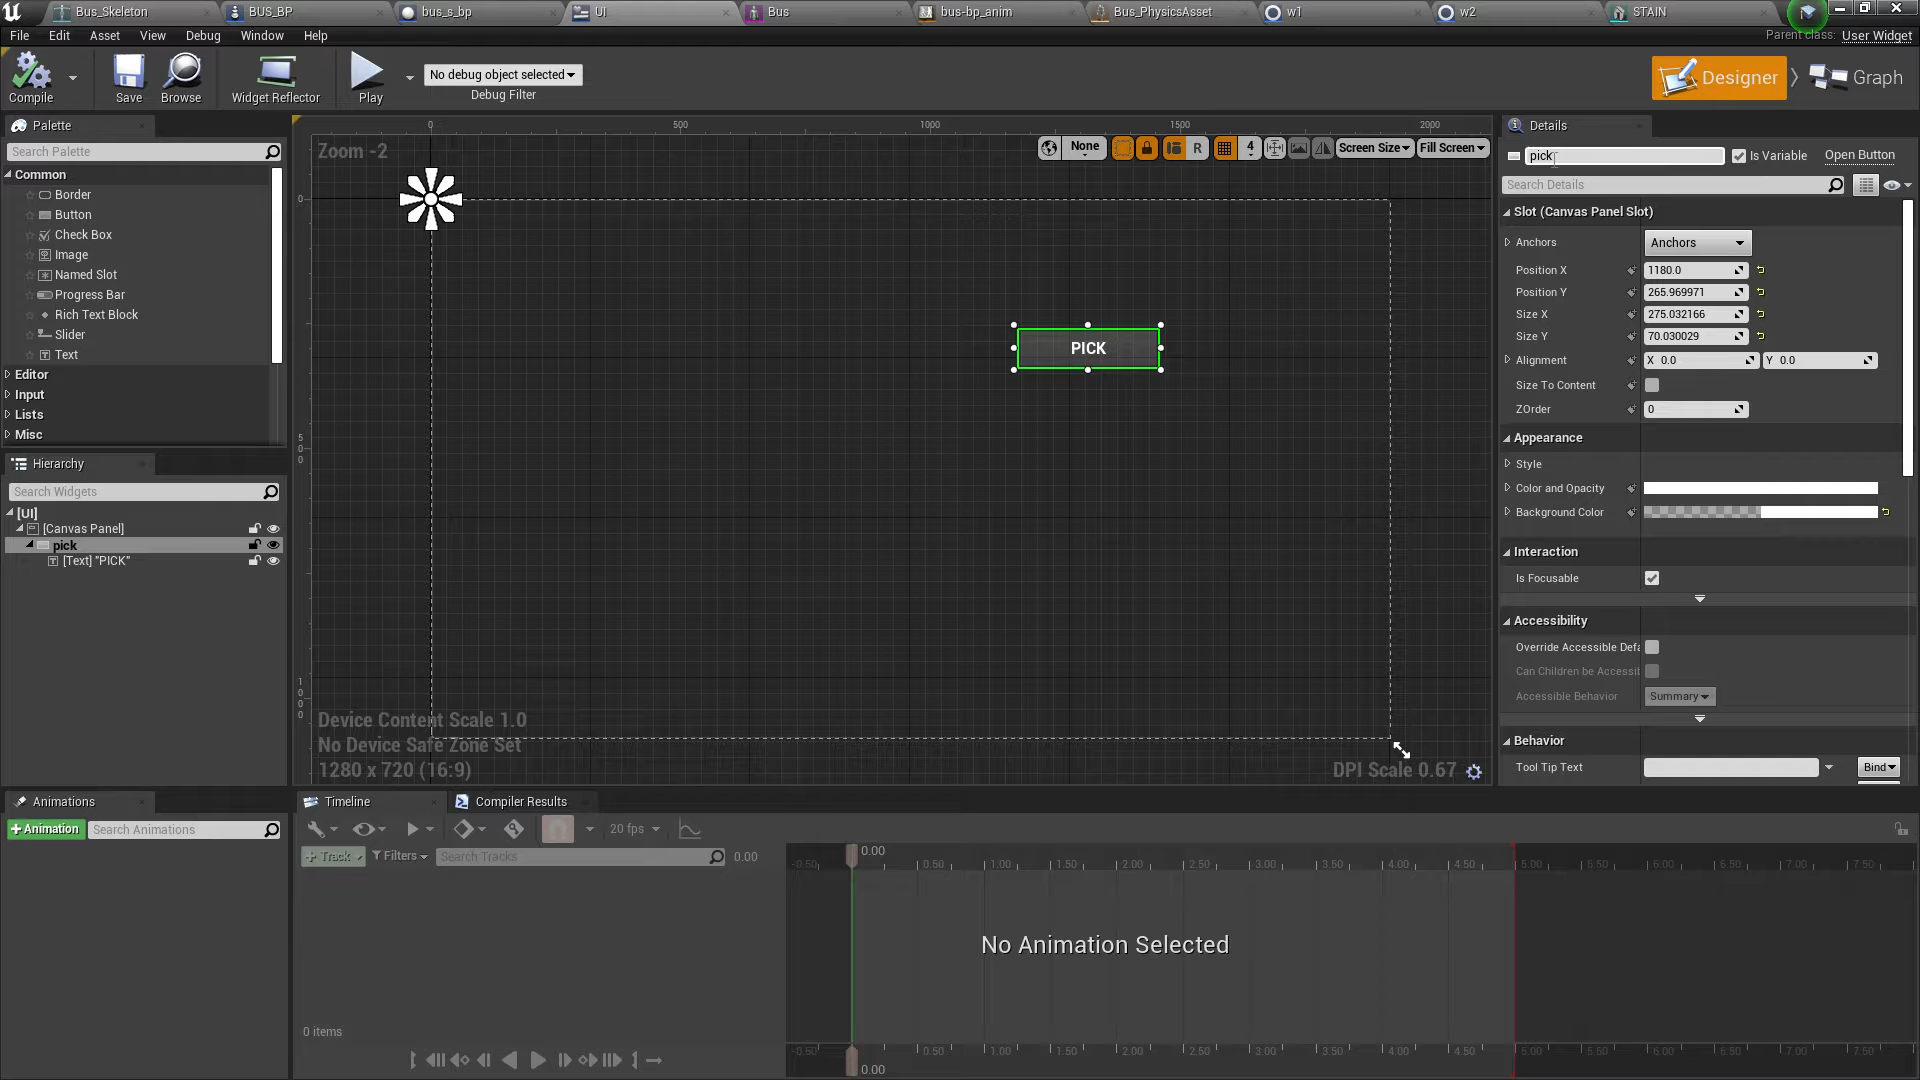 Bus_Skeleton
BUS_BP
bus_s_bp
UI
Bus
bus-bp_anim
Bus_PhysicsAsset
w1
w2
STAIN
File Edit Asset View Debug Window Help
Parent class: User Widget
Compile
Save
Browse
Widget Reflector
Play
No debug object selected
Debug Filter
Designer
Graph
Palette
Search Palette
Common
Border
Button
Check Box
Image
Named Slot
Progress Bar
Rich Text Block
Slider
Text
Editor
Input
Lists
Misc
Hierarchy
Search Widgets
[UI]
[Canvas Panel]
pick
[Text] "PICK"
0 500 1000 1500 2000
Zoom -2
None
R
4
Screen Size
Fill Screen
0
500
1000
PICK
Device Content Scale 1.0
No Device Safe Zone Set
1280 x 720 (16:9)
DPI Scale 0.67
Details
pick
Is Variable
Open Button
Search Details
Slot (Canvas Panel Slot)
Anchors Anchors
Position X 1180.0
Position Y 265.969971
Size X 275.032166
Size Y 70.030029
Alignment X 0.0 Y 0.0
Size To Content
ZOrder 0
Appearance
Style
Color and Opacity
Background Color
Interaction
Is Focusable
Accessibility
Override Accessible Defa
Can Children be Accessib
Accessible Behavior Summary
Behavior
Tool Tip Text Bind
Animations
+Animation
Search Animations
Timeline
Compiler Results
20 fps
+ Track
Filters
Search Tracks
0.00
0.00
-0.50 0.50 1.00 1.50 2.00 2.50 3.00 3.50 4.00 4.50 5.00 5.50 6.00 6.50 7.00 7.50
No Animation Selected
0 items
-0.50 0.50 1.00 1.50 2.00 2.50 3.00 3.50 4.00 4.50 5.00 5.50 6.00 6.50 7.00 7.50
0.00